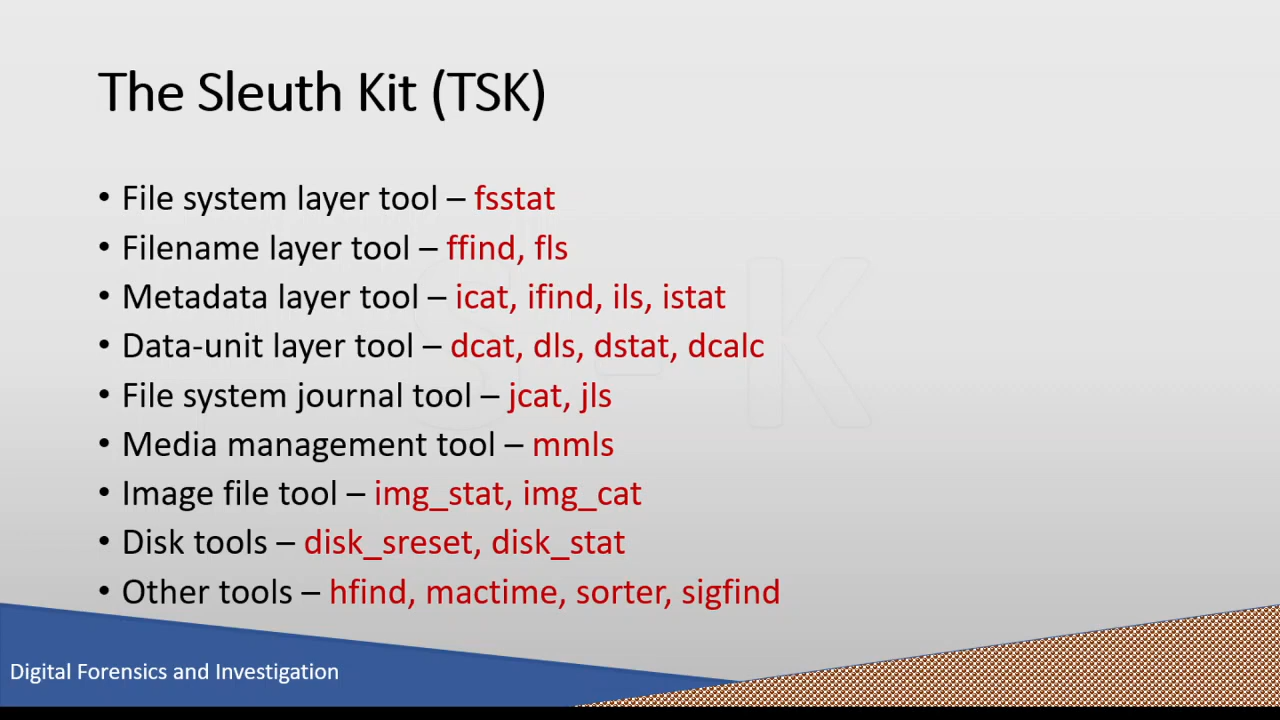 The Sleuth Kit (TSK)
• File system layer tool – fsstat
• Filename layer tool – ffind, fls
• Metadata layer tool – icat, ifind, ils, istat
• Data-unit layer tool – dcat, dls, dstat, dcalc
• File system journal tool – jcat, jls
• Media management tool – mmls
• Image file tool – img_stat, img_cat
• Disk tools – disk_sreset, disk_stat
• Other tools – hfind, mactime, sorter, sigfind
Digital Forensics and Investigation